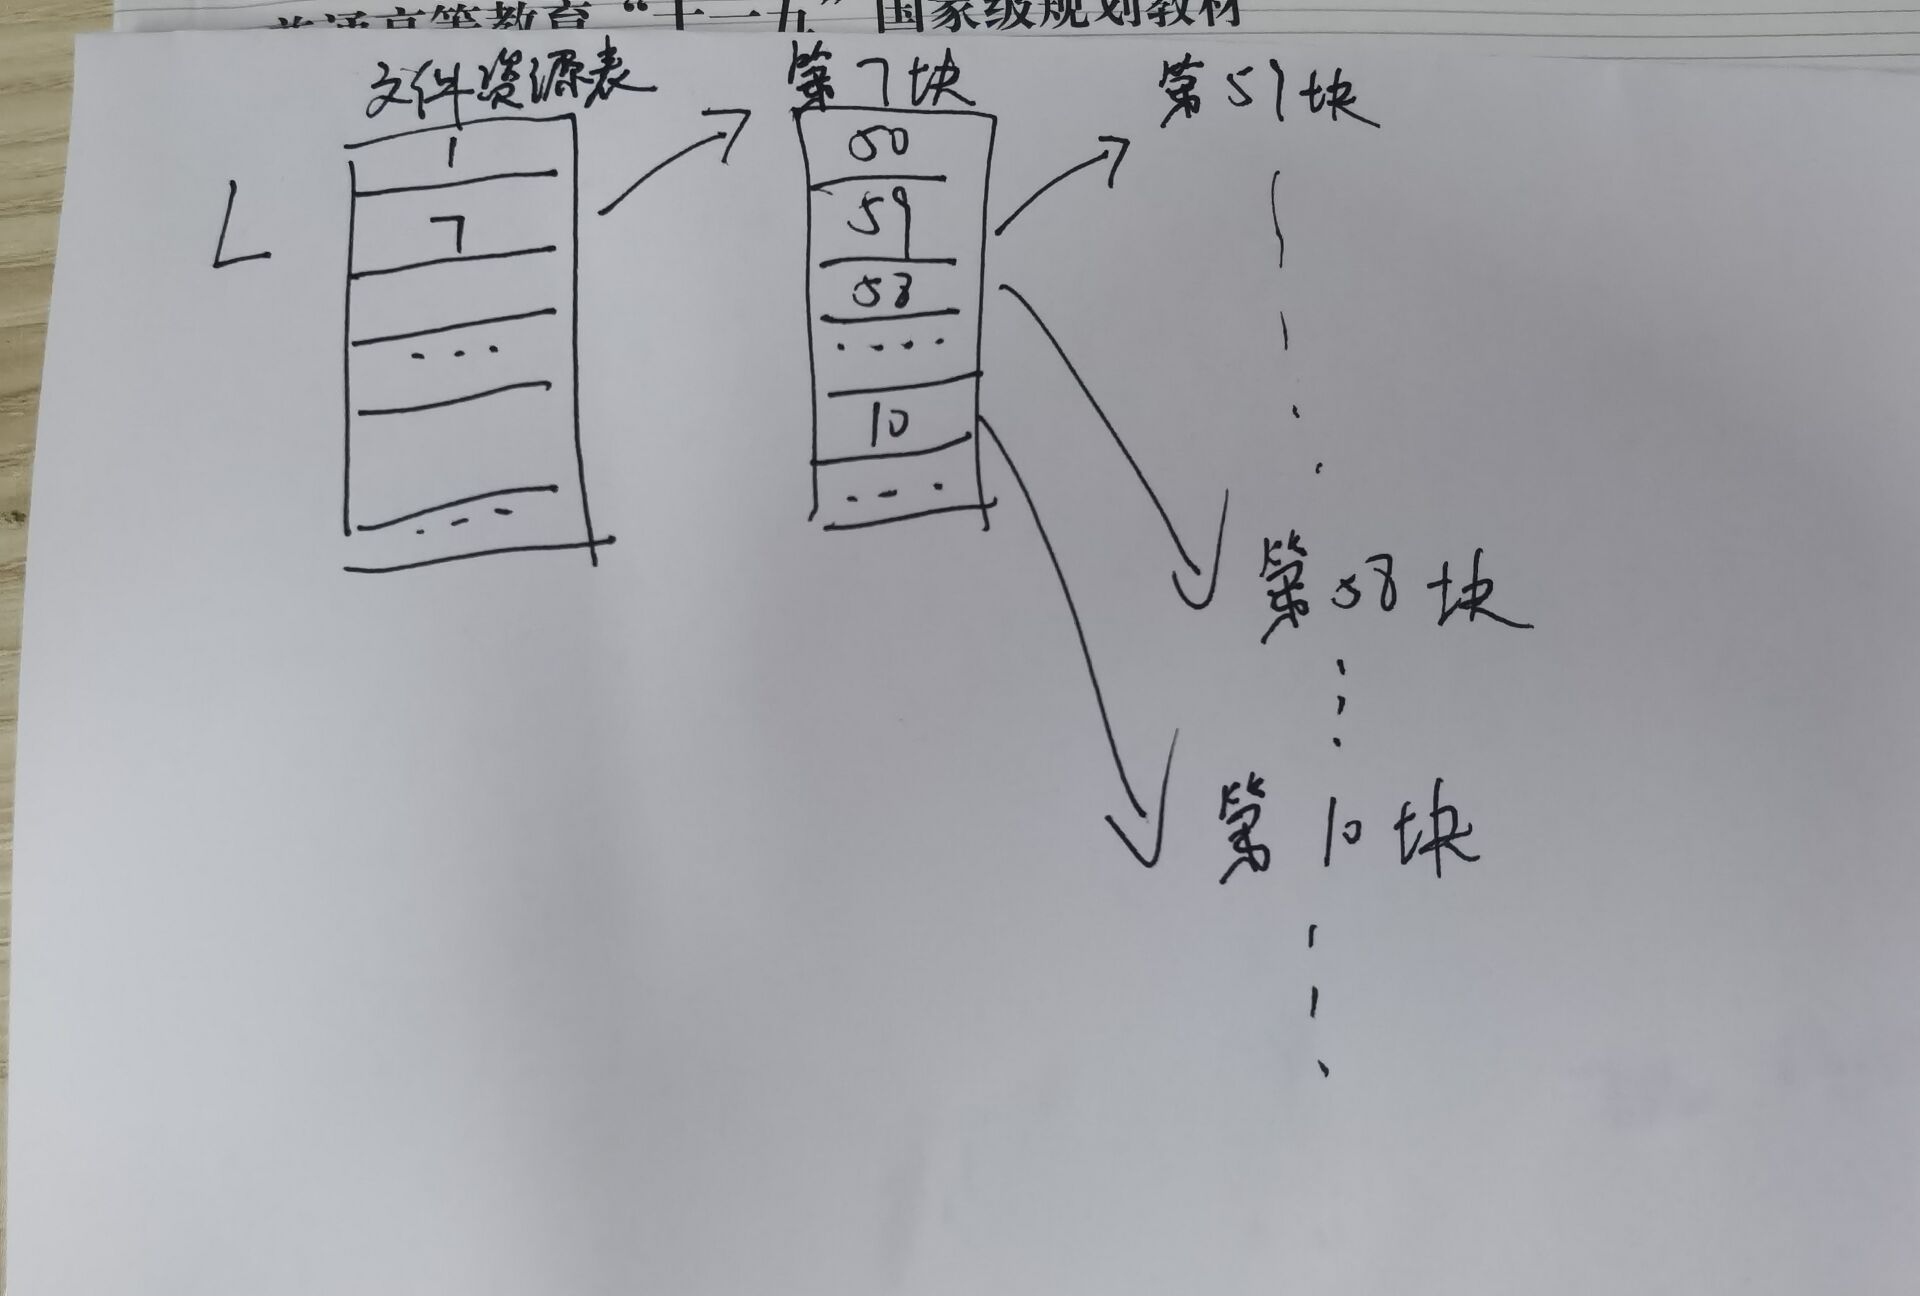 普通高等教育“十一五”国家级规划教材
文件资源表
第7块
第59块
L
1
7
...
...
50
59
58
....
10
...
第58块
第10块